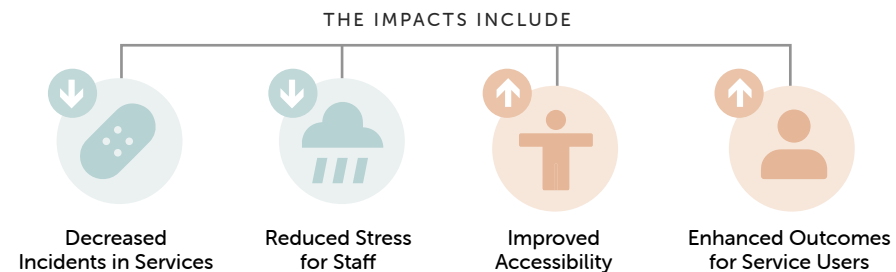 THE IMPACTS INCLUDE
Decreased
Incidents in Services
Reduced Stress
for Staff
Improved
Accessibility
Enhanced Outcomes
for Service Users